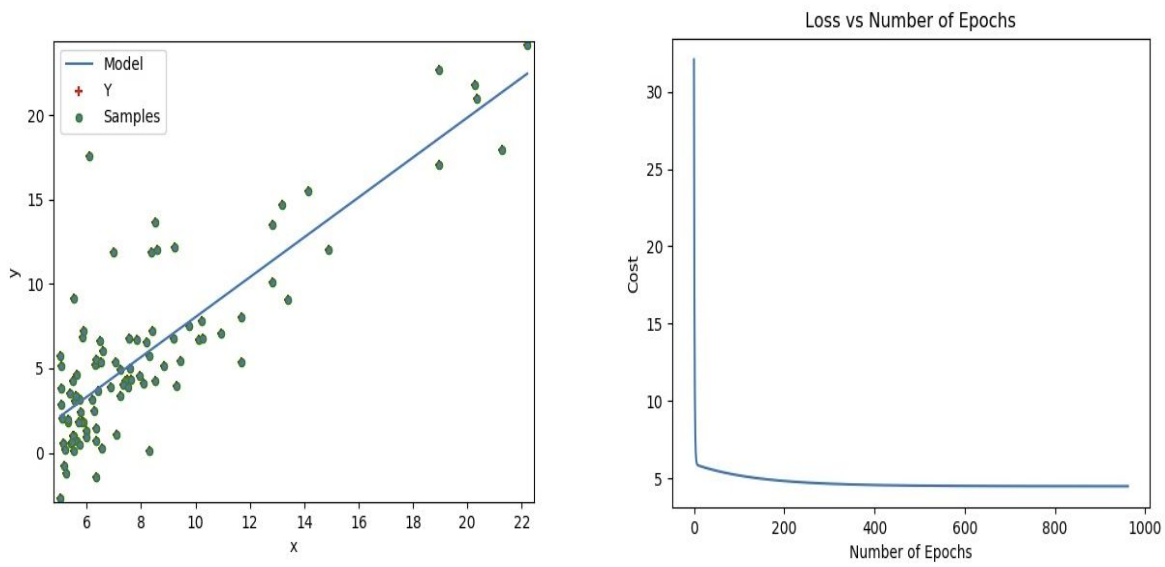 Model
Y
Samples
20
15
10
5
0
y
6 8 10 12 14 16 18 20 22
x
Loss vs Number of Epochs
30
25
20
15
10
5
Cost
0 200 400 600 800 1000
Number of Epochs